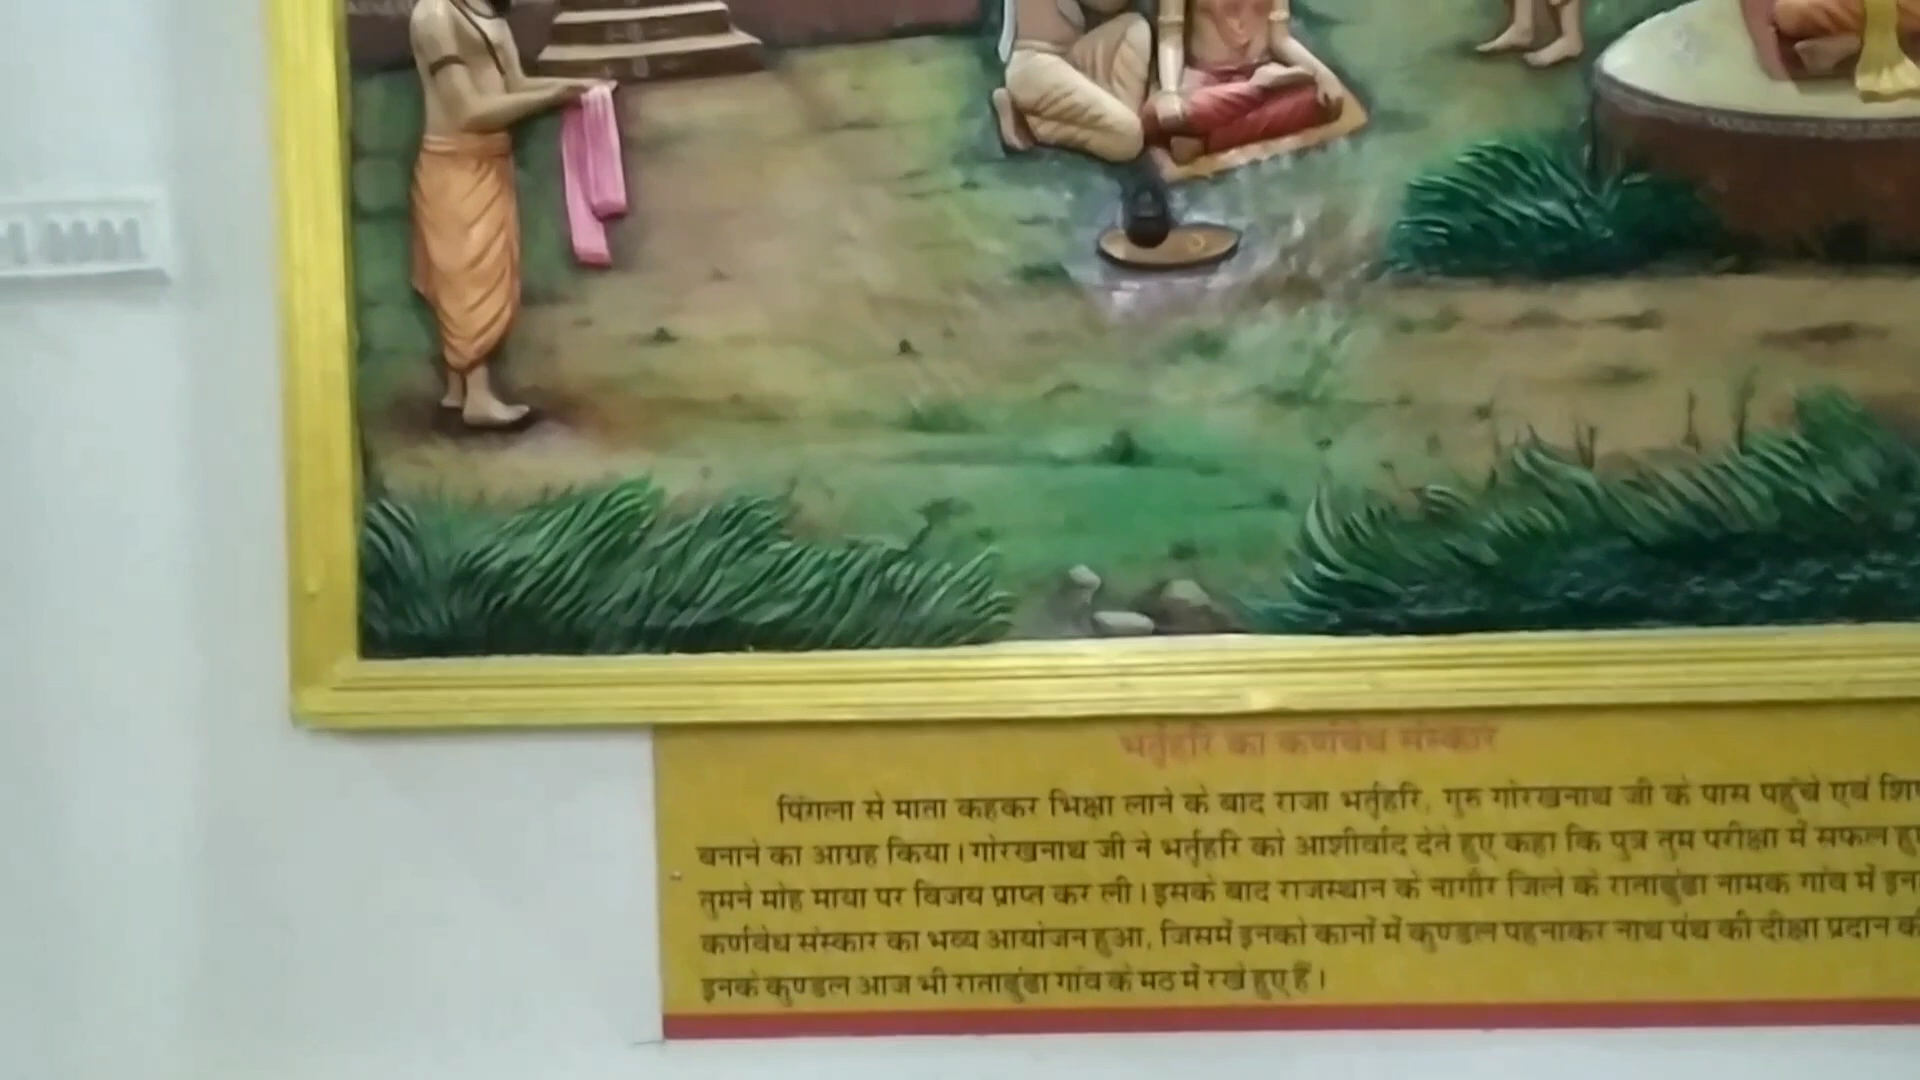 भर्तृहरि का कर्णवेध संस्कार
पिंगला से माता कहकर भिक्षा लाने के बाद राजा भर्तृहरि, गुरु गोरखनाथ जी के पास पहुंचे एवं
बनाने का आग्रह किया। गोरखनाथ जी ने भर्तृहरि को आशीर्वाद देते हुए कहा कि पुत्र तुम परीक्षा में सफल
तुमने मोह माया पर विजय प्राप्त कर ली। इसके बाद राजस्थान के नागौर जिले के राताढुंढा नामक गांव में
कर्णवेध संस्कार का भव्य आयोजन हुआ, जिसमें इनको कानों में कुण्डल पहनाकर नाथ पंथ की दीक्षा प्रदान
इनके कुण्डल आज भी राताढुंढा गांव के मठ में रखे हुए हैं।